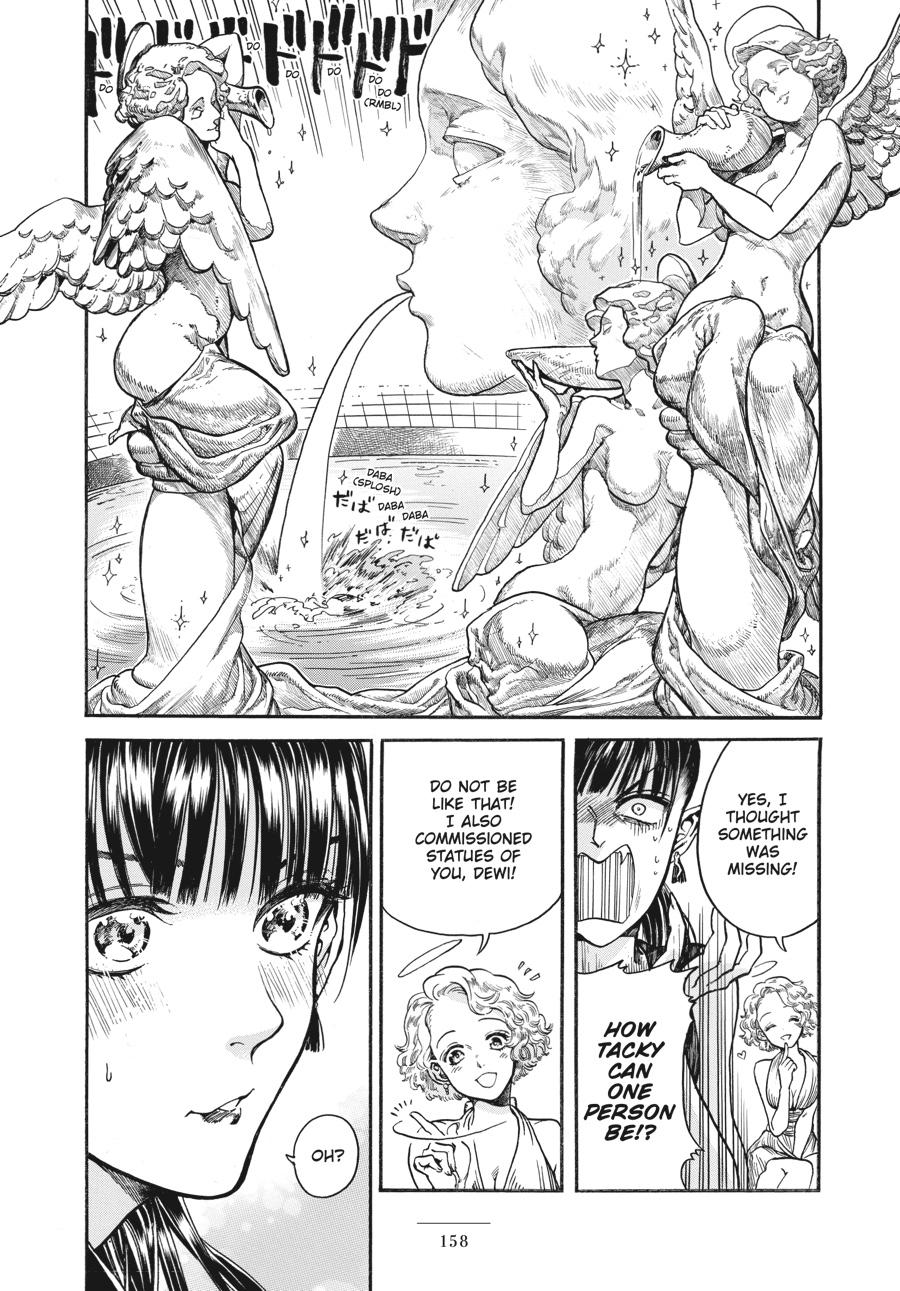 ドドドドドド
DO
DO
DO
DO
DO
DO
(RMBL)
DABA
(SPLOSH)
だば
DABA
だば
DABA
だば
YES, I
THOUGHT
SOMETHING
WAS
MISSING!
HOW
TACKY
CAN
ONE
PERSON
BE!?
DO NOT BE
LIKE THAT!
I ALSO
COMMISSIONED
STATUES OF
YOU, DEWI!
OH?
158